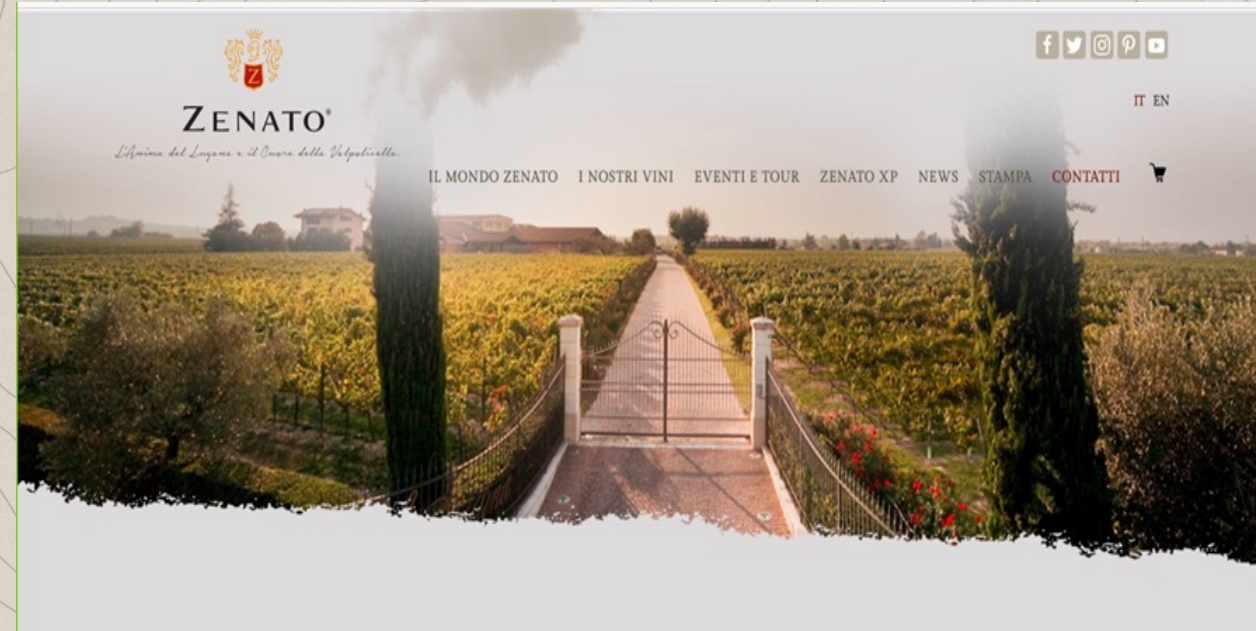 Z
ZENATO®
L'Anima del Lugana e il Cuore della Valpolicella.
IT EN
IL MONDO ZENATO I NOSTRI VINI EVENTI E TOUR ZENATO XP NEWS STAMPA CONTATTI